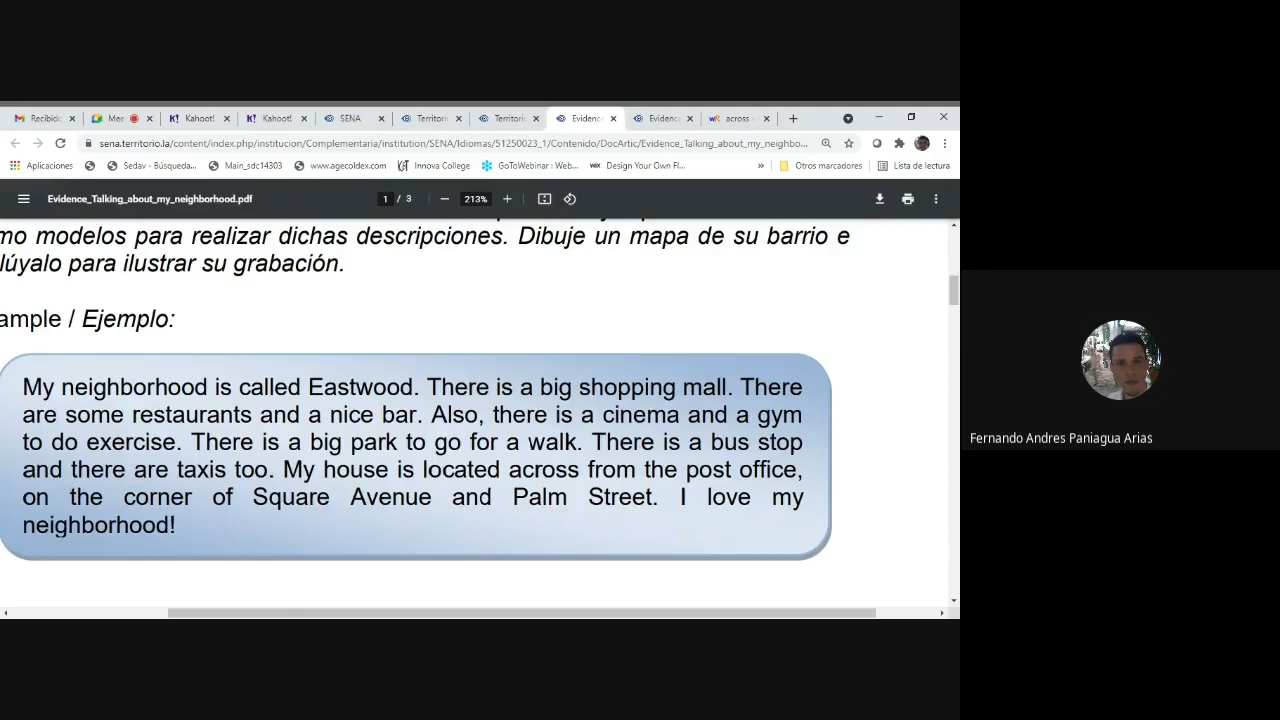 Recibido
Mee
Kahoot!
Kahoot!
SENA
Territorio
Territorio
Evidence
Evidence
across
sena.territorio.la/content/index.php/institucion/Complementaria/institution/SENA/Idiomas/51250023_1/Contenido/DocArtic/Evidence_Talking_about_my_neighbo...
Aplicaciones
Sedav - Búsqueda...
Main_sdc14303
www.agecoldex.com
Innova College
GoToWebinar : Web...
WIX Design Your Own Fl...
»
Otros marcadores
Lista de lectura
Evidence_Talking_about_my_neighborhood.pdf
1 / 3
213%
mo modelos para realizar dichas descripciones. Dibuje un mapa de su barrio e
lúyalo para ilustrar su grabación.
ample / Ejemplo:
My neighborhood is called Eastwood. There is a big shopping mall. There
are some restaurants and a nice bar. Also, there is a cinema and a gym
to do exercise. There is a big park to go for a walk. There is a bus stop
and there are taxis too. My house is located across from the post office,
on the corner of Square Avenue and Palm Street. I love my
neighborhood!
Fernando Andres Paniagua Arias